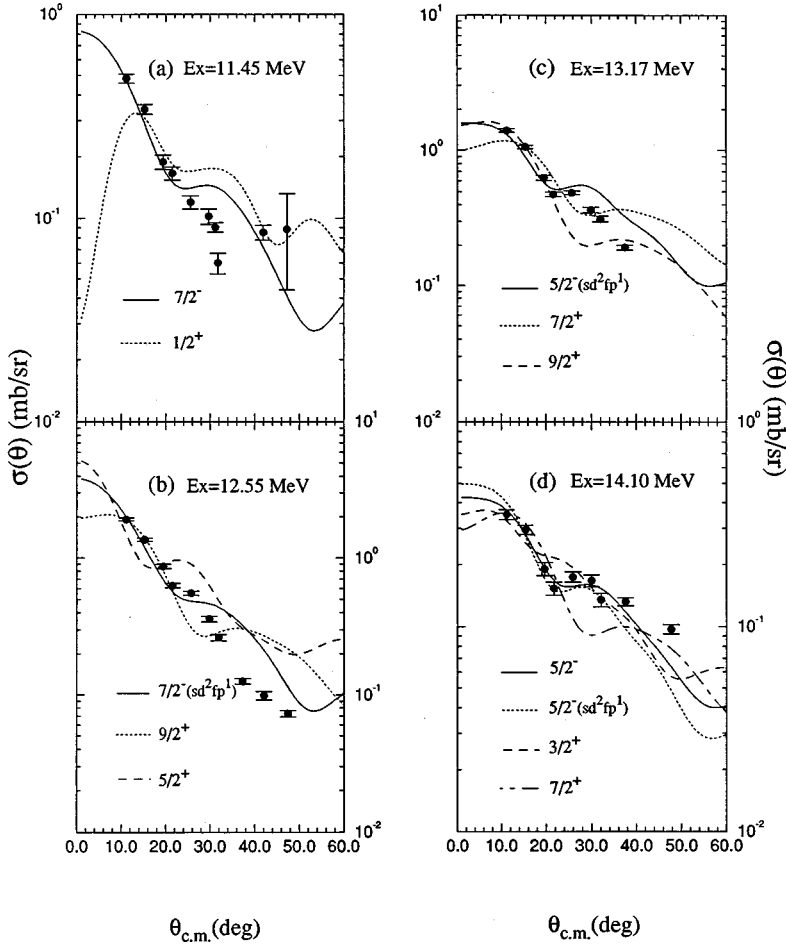 10⁰
(a) Ex=11.45 MeV
10⁻¹
7/2⁻
1/2⁺
10⁻²
10¹
(b) Ex=12.55 MeV
10⁰
10⁻¹
7/2⁻(sd²fp¹)
9/2⁺
5/2⁺
10⁻²
0.0 10.0 20.0 30.0 40.0 50.0 60.0
θc.m.(deg)
σ(θ) (mb/sr)
10¹
(c) Ex=13.17 MeV
10⁰
10⁻¹
5/2⁻(sd²fp¹)
7/2⁺
9/2⁺
10⁻²
10⁰
(d) Ex=14.10 MeV
10⁻¹
5/2⁻
5/2⁻(sd²fp¹)
3/2⁺
7/2⁺
10⁻²
0.0 10.0 20.0 30.0 40.0 50.0 60.0
θc.m.(deg)
σ(θ) (mb/sr)